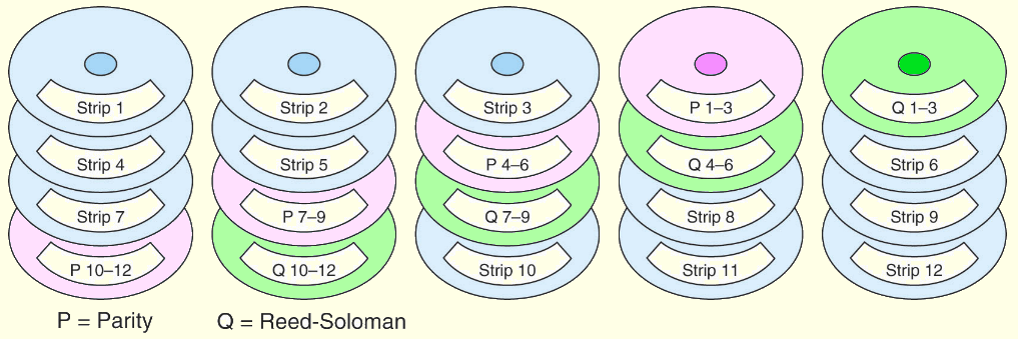 Strip 1 Strip 2 Strip 3 P 1–3 Q 1–3
Strip 4 Strip 5 P 4–6 Q 4–6 Strip 6
Strip 7 P 7–9 Q 7–9 Strip 8 Strip 9
P 10–12 Q 10–12 Strip 10 Strip 11 Strip 12
P = Parity Q = Reed-Soloman